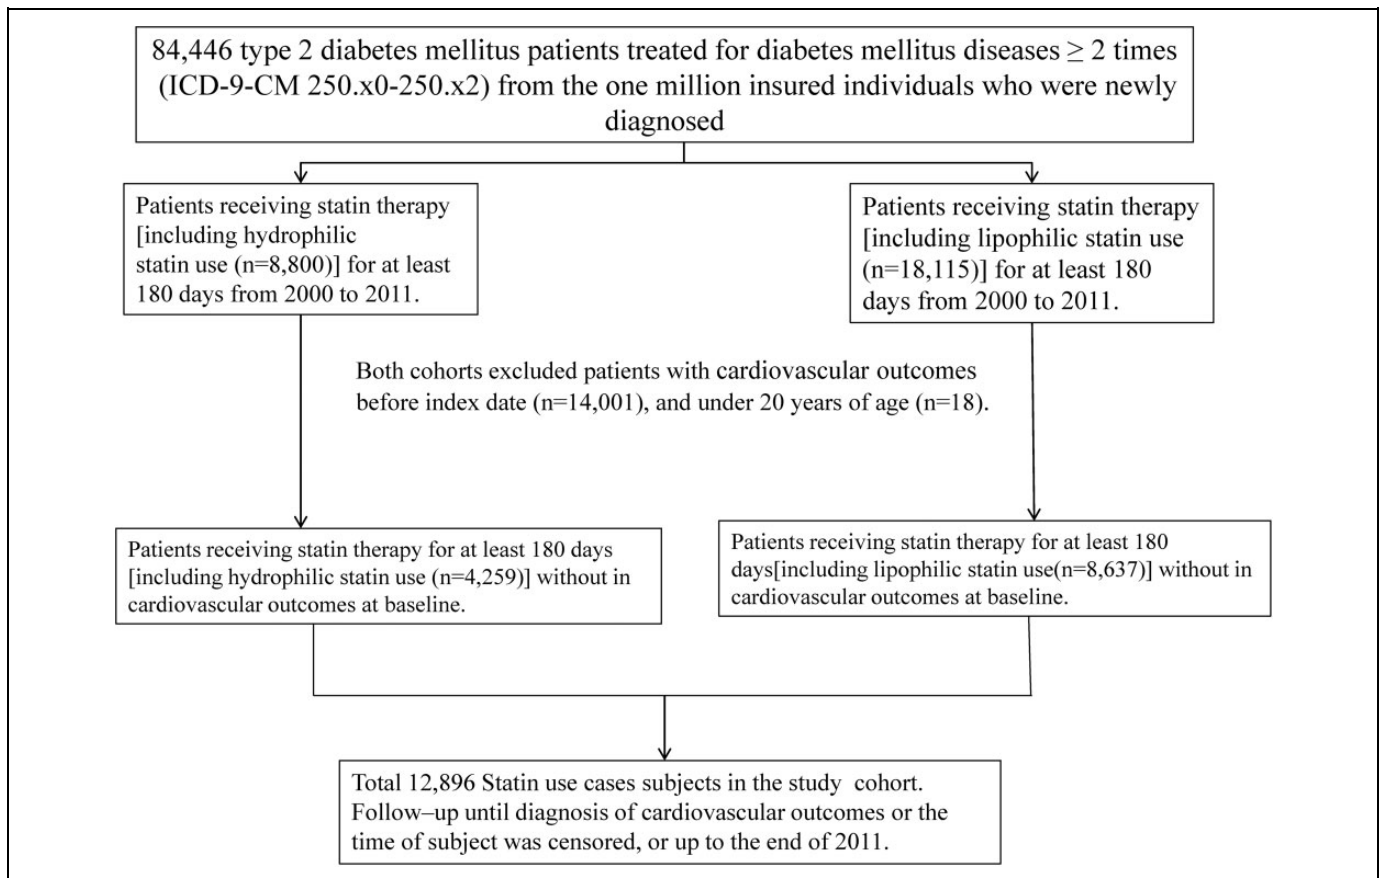 84,446 type 2 diabetes mellitus patients treated for diabetes mellitus diseases ≥ 2 times
(ICD-9-CM 250.x0-250.x2) from the one million insured individuals who were newly
diagnosed
Patients receiving statin therapy
[including hydrophilic
statin use (n=8,800)] for at least
180 days from 2000 to 2011.
Patients receiving statin therapy
[including lipophilic statin use
(n=18,115)] for at least 180
days from 2000 to 2011.
Both cohorts excluded patients with cardiovascular outcomes
before index date (n=14,001), and under 20 years of age (n=18).
Patients receiving statin therapy for at least 180 days
[including hydrophilic statin use (n=4,259)] without in
cardiovascular outcomes at baseline.
Patients receiving statin therapy for at least 180
days[including lipophilic statin use(n=8,637)] without in
cardiovascular outcomes at baseline.
Total 12,896 Statin use cases subjects in the study cohort.
Follow–up until diagnosis of cardiovascular outcomes or the
time of subject was censored, or up to the end of 2011.